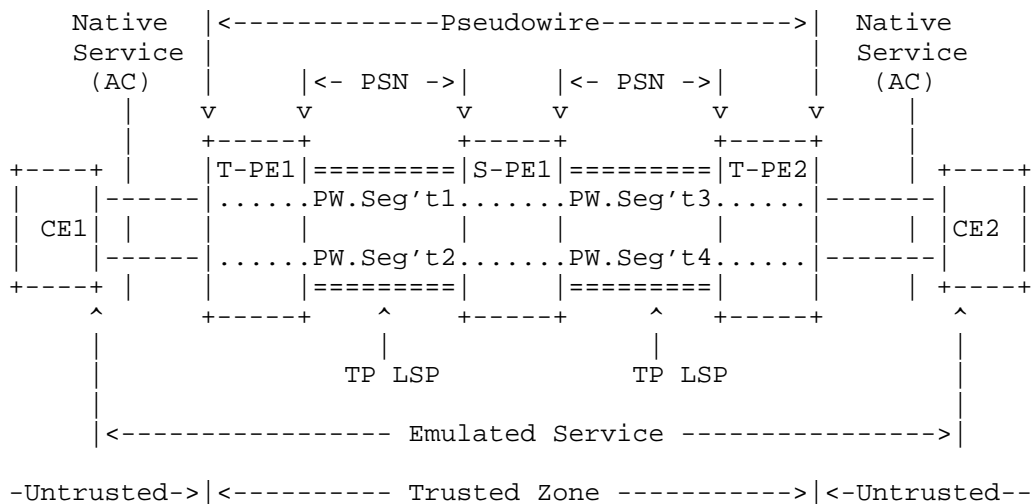 Native |<-------------Pseudowire------------>| Native
Service | | Service
(AC) | |<- PSN ->| |<- PSN ->| | (AC)
| v v v v v v |
| +-----+ +-----+ +-----+ |
+----+ | |T-PE1|=========|S-PE1|=========|T-PE2| | +----+
| |------|......PW.Seg't1.......PW.Seg't3......|-------| |
| CE1| | | | | | | | | |CE2 |
| |------|......PW.Seg't2.......PW.Seg't4......|-------| |
+----+ | | |=========| |=========| | | +----+
^ +-----+ ^ +-----+ ^ +-----+ ^
| | | |
| TP LSP TP LSP |
| |
|<---------------- Emulated Service --------------->|
-Untrusted->|<---------- Trusted Zone ----------->|<-Untrusted--